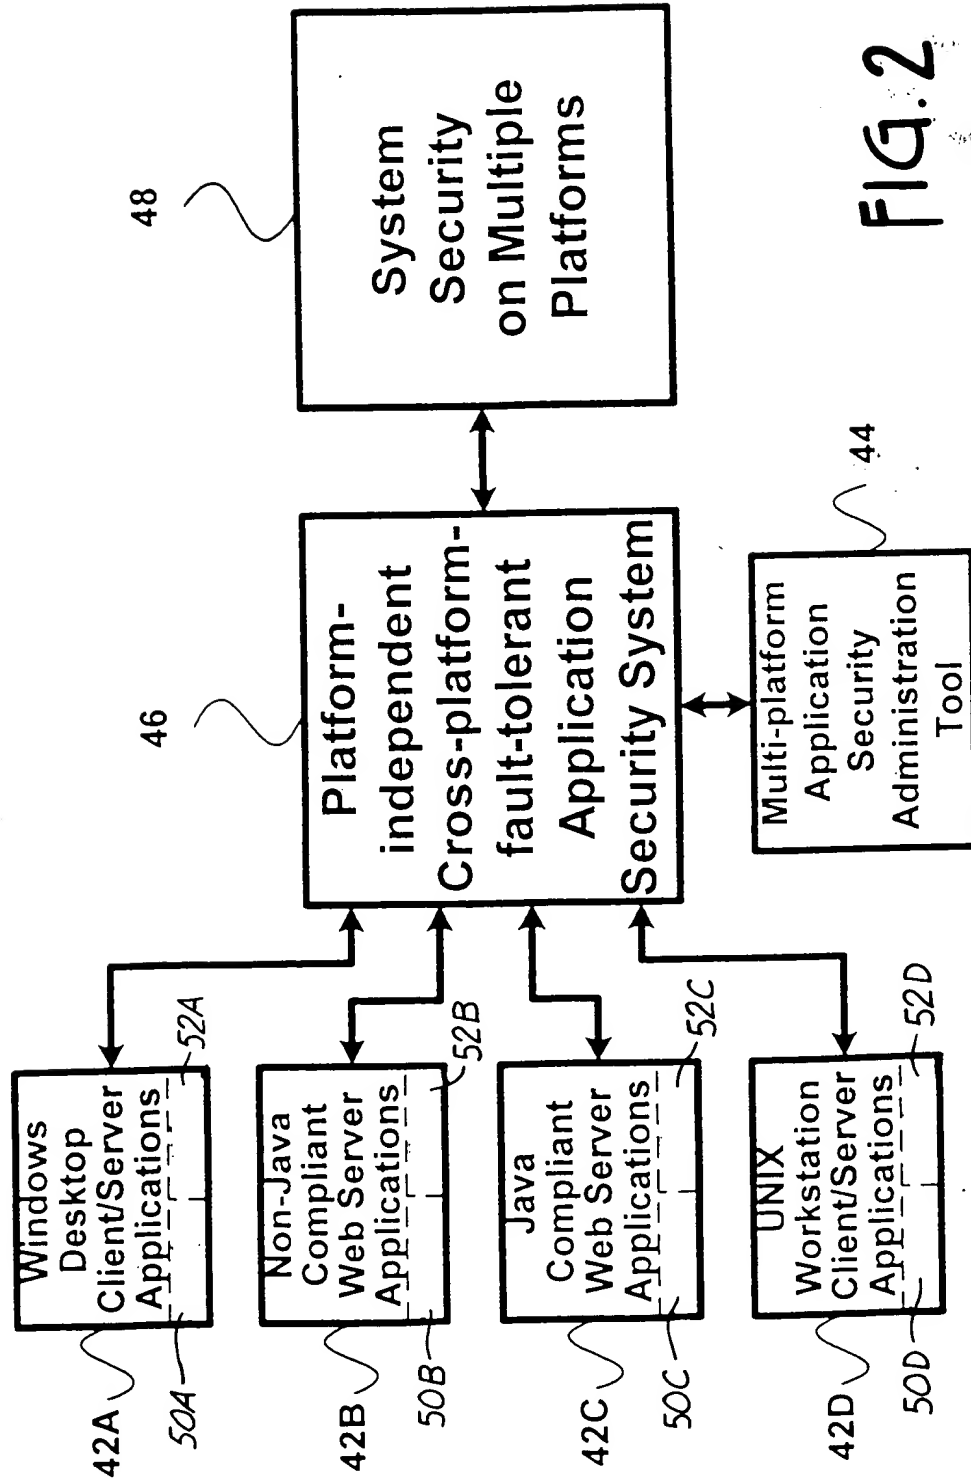 42A
Windows
Desktop
Client/Server
Applications
50A
52A
42B
Non-Java
Compliant
Web Server
Applications
50B
52B
42C
Java
Compliant
Web Server
Applications
50C
52C
42D
UNIX
Workstation
Client/Server
Applications
50D
52D
46
Platform-
independent
Cross-platform-
fault-tolerant
Application
Security System
44
Multi-platform
Application
Security
Administration
Tool
48
System
Security
on Multiple
Platforms
FIG. 2